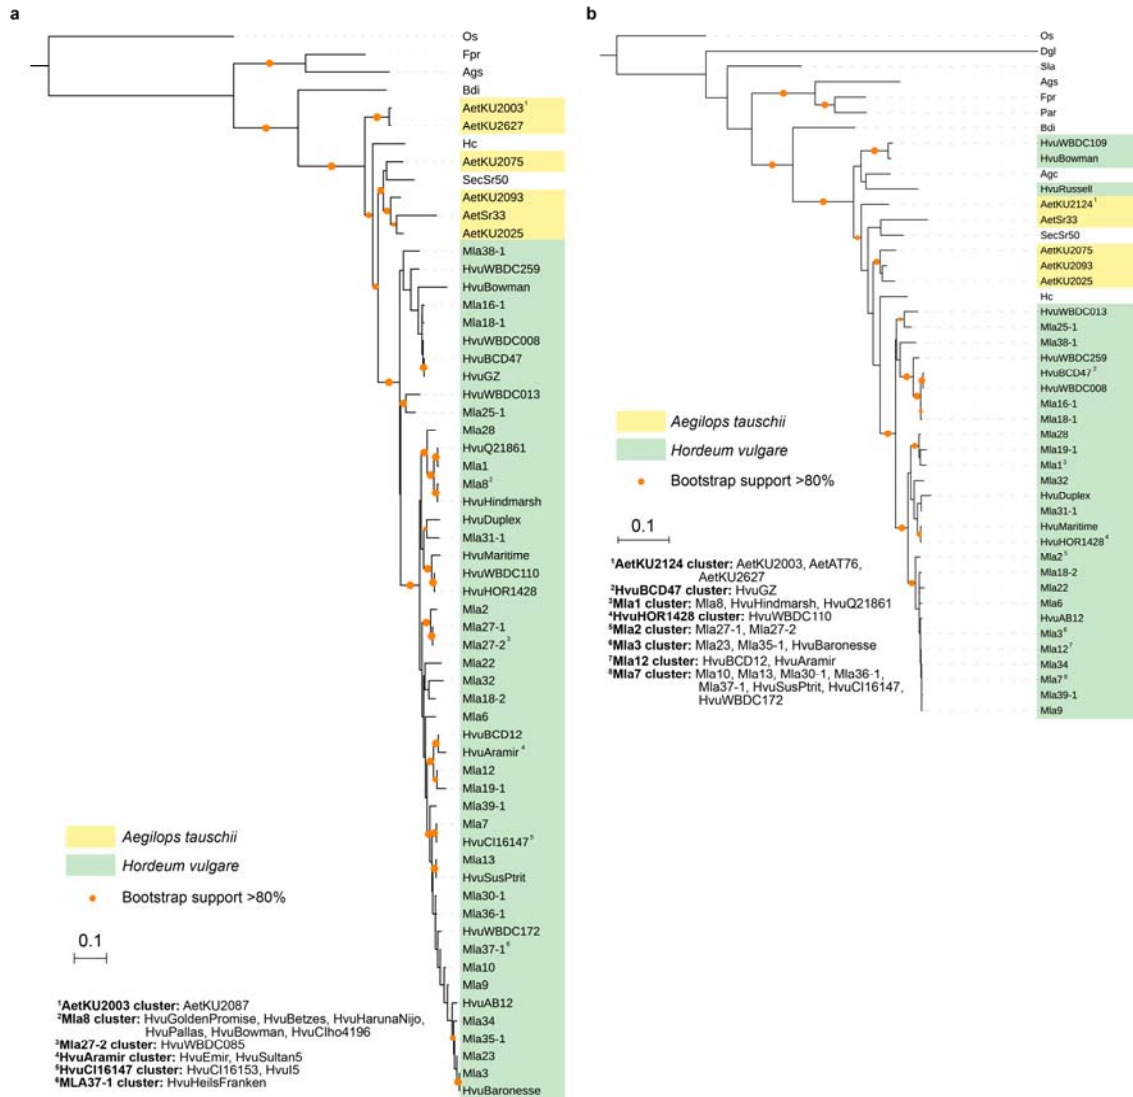 a
Os
Fpr
Ags
Bdi
AetKU2003¹
AetKU2627
Hc
AetKU2075
SecSr50
AetKU2093
AetSr33
AetKU2025
Mla38-1
HvuWBDC259
HvuBowman
Mla16-1
Mla18-1
HvuWBDC008
HvuBCD47
HvuGZ
HvuWBDC013
Mla25-1
Mla28
HvuQ21861
Mla1
Mla8²
HvuHindmarsh
HvuDuplex
Mla31-1
HvuMaritime
HvuWBDC110
HvuHOR1428
Mla2
Mla27-1
Mla27-2³
Mla22
Mla32
Mla18-2
Mla6
HvuBCD12
HvuAramir⁴
Mla12
Mla19-1
Mla39-1
Mla7
HvuCI16147⁵
Mla13
HvuSusPtrit
Mla30-1
Mla36-1
HvuWBDC172
Mla37-1⁶
Mla10
Mla9
HvuAB12
Mla34
Mla35-1
Mla23
Mla3
HvuBaronesse
Aegilops tauschii
Hordeum vulgare
Bootstrap support >80%
0.1
¹AetKU2003 cluster: AetKU2087
²Mla8 cluster: HvuGoldenPromise, HvuBetzes, HvuHarunaNijo,
HvuPallas, HvuBowman, HvuCIho4196
³Mla27-2 cluster: HvuWBDC085
⁴HvuAramir cluster: HvuEmir, HvuSultan5
⁵HvuCI16147 cluster: HvuCI16153, HvuI5
⁶MLA37-1 cluster: HvuHeilsFranken
b
Os
Dgl
Sla
Ags
Fpr
Par
Bdi
HvuWBDC109
HvuBowman
Agc
HvuRussell
AetKU2124¹
AetSr33
SecSr50
AetKU2075
AetKU2093
AetKU2025
Hc
HvuWBDC013
Mla25-1
Mla38-1
HvuWBDC259
HvuBCD47²
HvuWBDC008
Mla16-1
Mla18-1
Mla28
Mla19-1
Mla1³
Mla32
HvuDuplex
Mla31-1
HvuMaritime
HvuHOR1428⁴
Mla2⁵
Mla18-2
Mla22
Mla6
HvuAB12
Mla3⁶
Mla12⁷
Mla34
Mla7⁸
Mla39-1
Mla9
Aegilops tauschii
Hordeum vulgare
Bootstrap support >80%
0.1
¹AetKU2124 cluster: AetKU2003, AetAT76,
AetKU2627
²HvuBCD47 cluster: HvuGZ
³Mla1 cluster: Mla8, HvuHindmarsh, HvuQ21861
⁴HvuHOR1428 cluster: HvuWBDC110
⁵Mla2 cluster: Mla27-1, Mla27-2
⁶Mla3 cluster: Mla23, Mla35-1, HvuBaronesse
⁷Mla12 cluster: HvuBCD12, HvuAramir
⁸Mla7 cluster: Mla10, Mla13, Mla30-1, Mla36-1,
Mla37-1, HvuSusPtrit, HvuCI16147,
HvuWBDC172